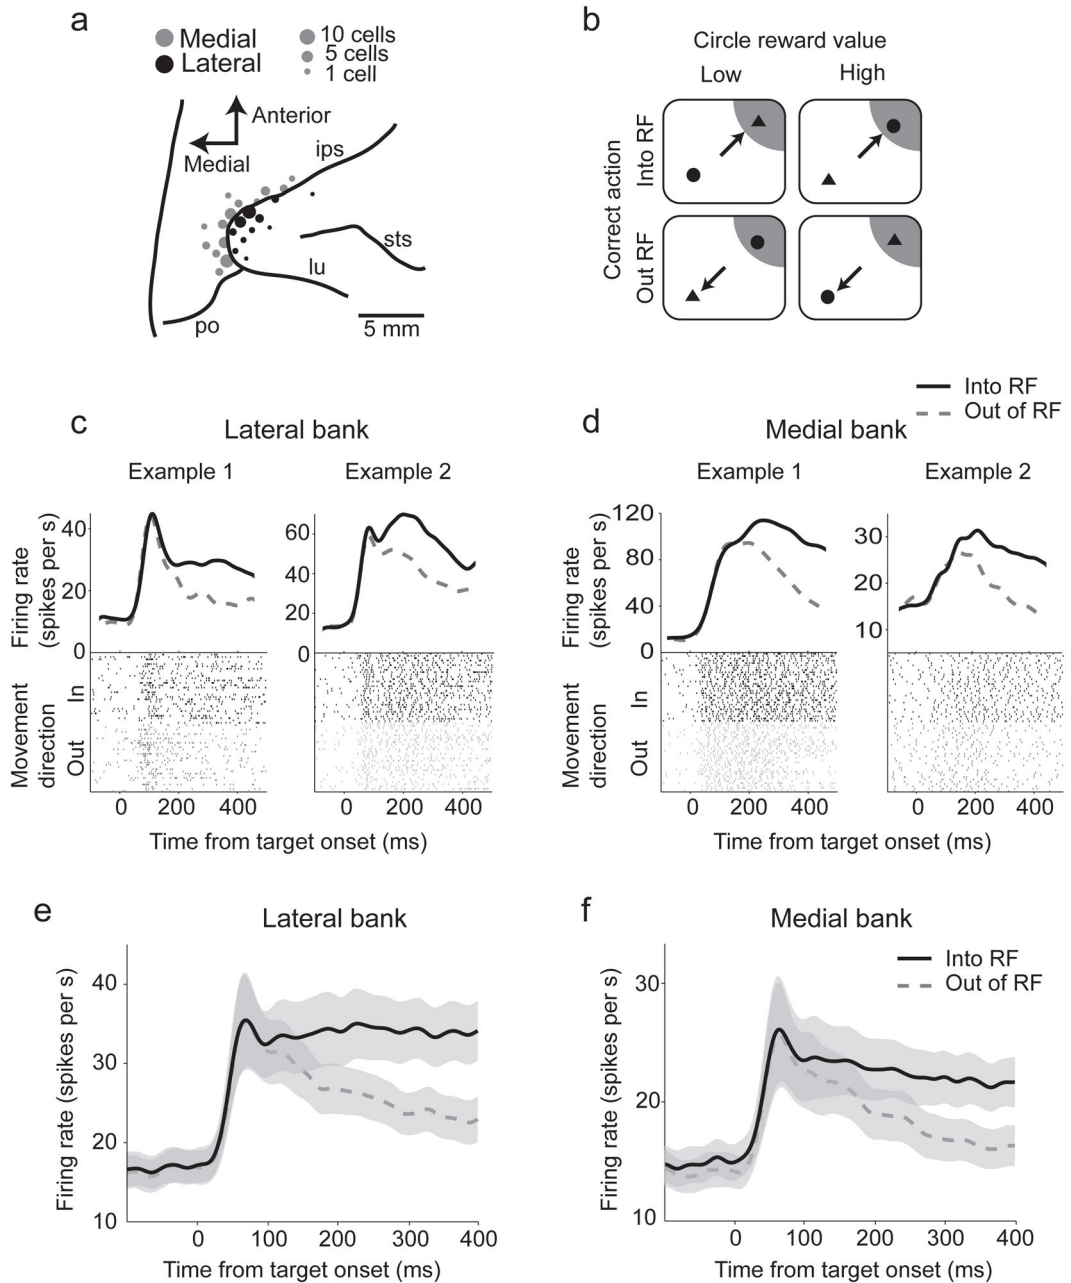 a
Medial
Lateral
10 cells
5 cells
1 cell
Anterior
Medial
ips
sts
lu
po
5 mm
b
Circle reward value
Low
High
Correct action
Into RF
Out RF
Into RF
Out of RF
c
Lateral bank
Example 1
Example 2
Firing rate
(spikes per s)
40
20
0
60
40
20
0
Movement
direction
In
Out
0
200
400
0
200
400
Time from target onset (ms)
d
Medial bank
Example 1
Example 2
Firing rate
(spikes per s)
120
80
40
0
30
20
10
Movement
direction
In
Out
0
200
400
0
200
400
Time from target onset (ms)
e
Lateral bank
Firing rate (spikes per s)
40
30
20
10
0
100
200
300
400
Time from target onset (ms)
f
Medial bank
Into RF
Out of RF
Firing rate (spikes per s)
30
20
10
0
100
200
300
400
Time from target onset (ms)